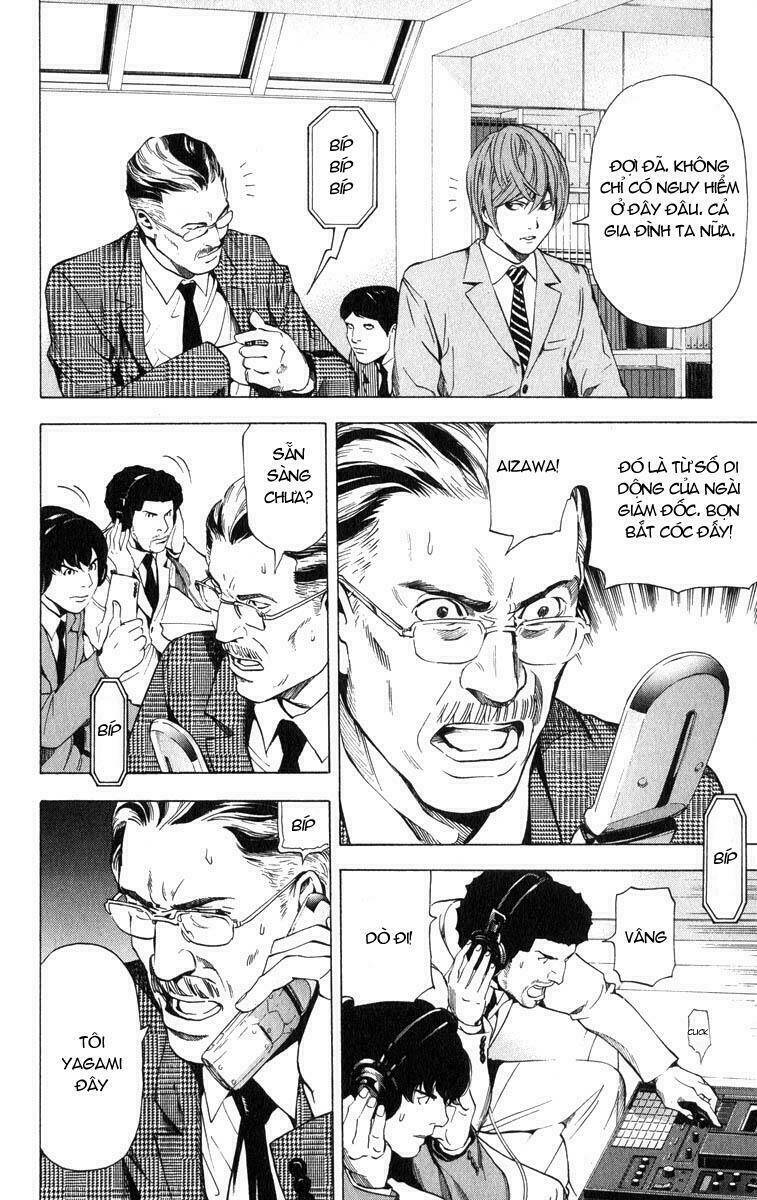 BÍP
BÍP
BÍP
ĐỢI ĐÃ. KHÔNG
CHỈ CÓ NGUY HIỂM
Ở ĐÂY ĐÂU. CẢ
GIA ĐÌNH TA NỮA.
SẴN
SÀNG
CHƯA?
BÍP
AIZAWA!
ĐÓ LÀ TỪ SỐ DI
DỘNG CỦA NGÀI
GIÁM ĐỐC. BỌN
BẮT CÓC ĐẤY!
BÍP
BÍP
TÔI
YAGAMI
ĐÂY
DÒ ĐI!
VÂNG
CLICK